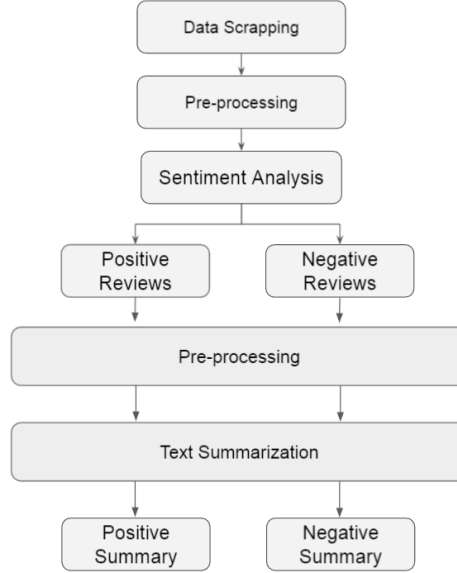 Data Scrapping
Pre-processing
Sentiment Analysis
Positive Negative
Reviews Reviews
Pre-processing
Text Summarization
Positive Negative
Summary Summary